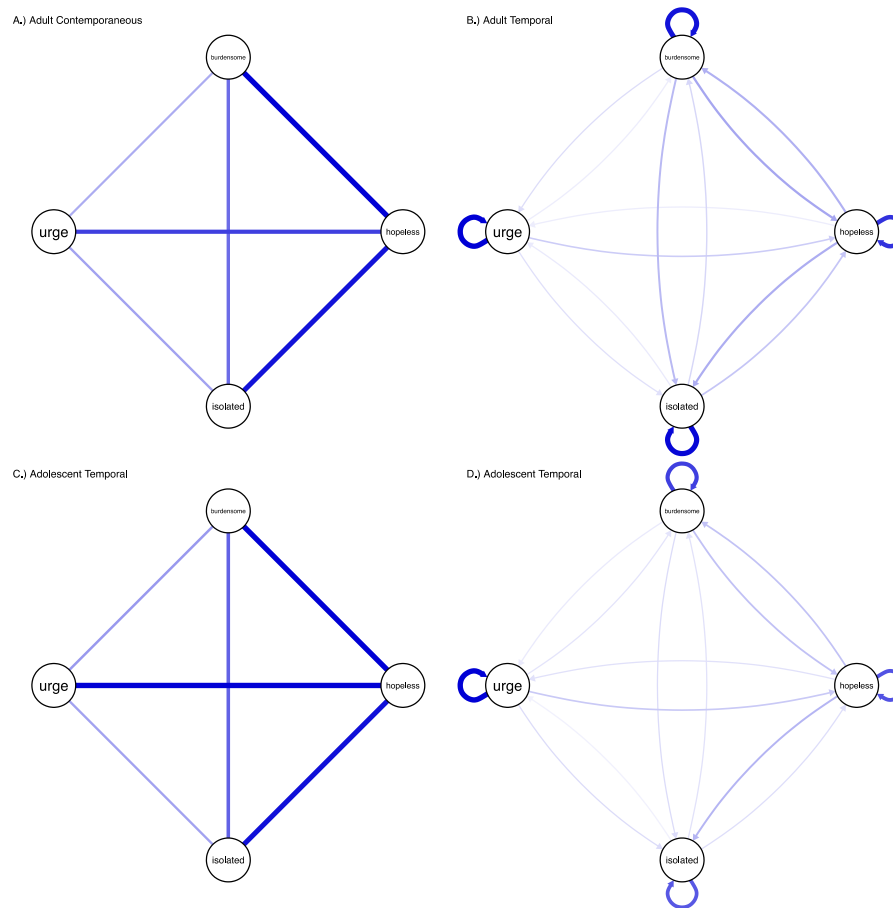 A.) Adult Contemporaneous
burdensome
urge
hopeless
isolated
B.) Adult Temporal
burdensome
urge
hopeless
isolated
C.) Adolescent Temporal
burdensome
urge
hopeless
isolated
D.) Adolescent Temporal
burdensome
urge
hopeless
isolated